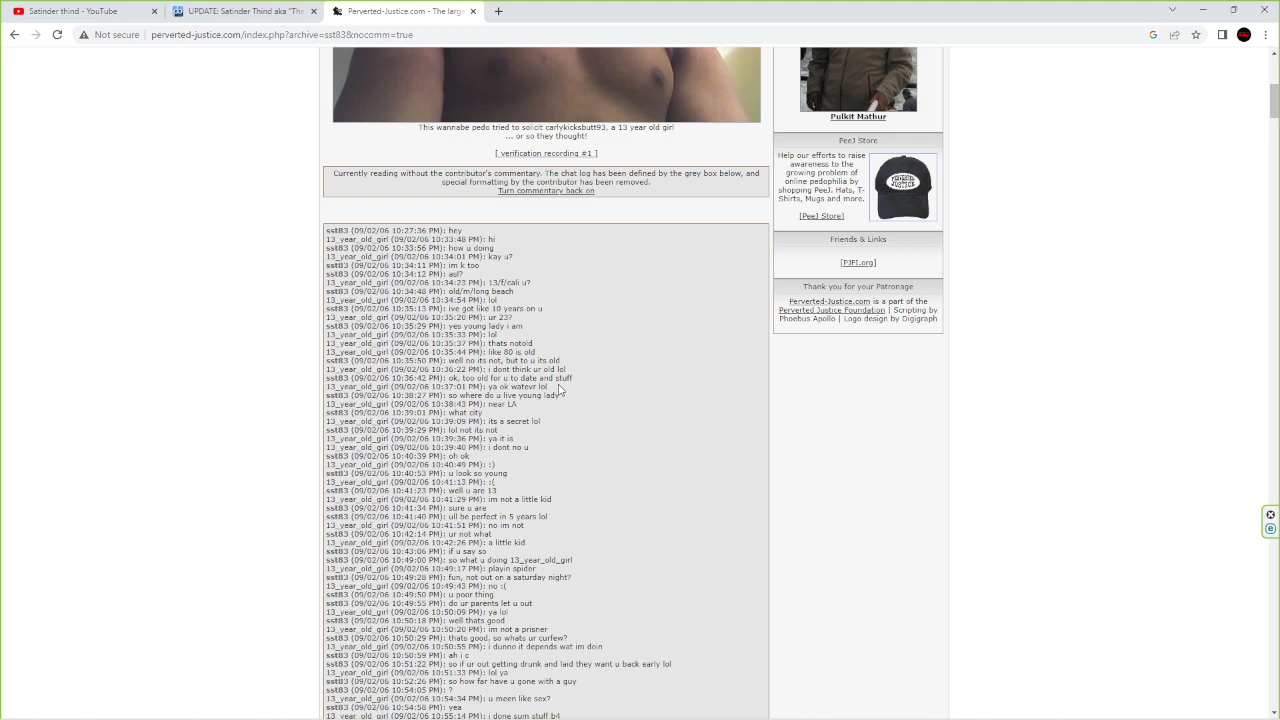 Satinder thind - YouTube
UPDATE: Satinder Thind aka "The
Perverted-Justice.com - The large
Not secure
perverted-justice.com/index.php?archive=sst83&nocomm=true
This wannabe pedo tried to solicit carlykicksbutt93, a 13 year old girl
... or so they thought!
[ verification recording #1 ]
Currently reading without the contributor's commentary. The chat log has been defined by the grey box below, and
special formatting by the contributor has been removed.
Turn commentary back on
sst83 (09/02/06 10:27:36 PM): hey
13_year_old_girl (09/02/06 10:33:48 PM): hi
sst83 (09/02/06 10:33:56 PM): how u doing
13_year_old_girl (09/02/06 10:34:01 PM): kay u?
sst83 (09/02/06 10:34:11 PM): im k too
sst83 (09/02/06 10:34:12 PM): asl?
13_year_old_girl (09/02/06 10:34:23 PM): 13/f/cali u?
sst83 (09/02/06 10:34:48 PM): old/m/long beach
13_year_old_girl (09/02/06 10:34:54 PM): lol
sst83 (09/02/06 10:35:13 PM): ive got like 10 years on u
13_year_old_girl (09/02/06 10:35:20 PM): ur 23?
sst83 (09/02/06 10:35:29 PM): yes young lady i am
13_year_old_girl (09/02/06 10:35:33 PM): lol
13_year_old_girl (09/02/06 10:35:37 PM): thats notold
13_year_old_girl (09/02/06 10:35:44 PM): like 80 is old
sst83 (09/02/06 10:35:50 PM): well no its not, but to u its old
13_year_old_girl (09/02/06 10:36:22 PM): i dont think ur old lol
sst83 (09/02/06 10:36:42 PM): ok, too old for u to date and stuff
13_year_old_girl (09/02/06 10:37:01 PM): ya ok watevr lol
sst83 (09/02/06 10:38:27 PM): so where do u live young lady
13_year_old_girl (09/02/06 10:38:43 PM): near LA
sst83 (09/02/06 10:39:01 PM): what city
13_year_old_girl (09/02/06 10:39:09 PM): its a secret lol
sst83 (09/02/06 10:39:29 PM): lol not its not
13_year_old_girl (09/02/06 10:39:36 PM): ya it is
13_year_old_girl (09/02/06 10:39:40 PM): i dont no u
sst83 (09/02/06 10:40:39 PM): oh ok
13_year_old_girl (09/02/06 10:40:49 PM): :)
sst83 (09/02/06 10:40:53 PM): u look so young
13_year_old_girl (09/02/06 10:41:13 PM): :(
sst83 (09/02/06 10:41:23 PM): well u are 13
13_year_old_girl (09/02/06 10:41:29 PM): im not a little kid
sst83 (09/02/06 10:41:34 PM): sure u are
sst83 (09/02/06 10:41:40 PM): ull be perfect in 5 years lol
13_year_old_girl (09/02/06 10:41:51 PM): no im not
sst83 (09/02/06 10:42:14 PM): ur not what
13_year_old_girl (09/02/06 10:42:26 PM): a little kid
sst83 (09/02/06 10:43:06 PM): if u say so
sst83 (09/02/06 10:49:00 PM): so what u doing 13_year_old_girl
13_year_old_girl (09/02/06 10:49:17 PM): playin spider
sst83 (09/02/06 10:49:28 PM): fun, not out on a saturday night?
13_year_old_girl (09/02/06 10:49:43 PM): no :(
sst83 (09/02/06 10:49:50 PM): u poor thing
sst83 (09/02/06 10:49:55 PM): do ur parents let u out
13_year_old_girl (09/02/06 10:50:09 PM): ya lol
sst83 (09/02/06 10:50:18 PM): well thats good
13_year_old_girl (09/02/06 10:50:20 PM): im not a prisner
sst83 (09/02/06 10:50:29 PM): thats good, so whats ur curfew?
13_year_old_girl (09/02/06 10:50:55 PM): i dunno it depends wat im doin
sst83 (09/02/06 10:50:59 PM): ah i c
sst83 (09/02/06 10:51:22 PM): so if ur out getting drunk and laid they want u back early lol
13_year_old_girl (09/02/06 10:51:33 PM): lol ya
sst83 (09/02/06 10:52:26 PM): so how far have u gone with a guy
sst83 (09/02/06 10:54:05 PM): ?
13_year_old_girl (09/02/06 10:54:34 PM): u meen like sex?
sst83 (09/02/06 10:54:58 PM): yea
13_year_old_girl (09/02/06 10:55:14 PM): i done sum stuff b4
Pulkit Mathur
PeeJ Store
Help our efforts to raise
awareness to the
growing problem of
online pedophilia by
shopping PeeJ. Hats, T-
Shirts, Mugs and more.
[PeeJ Store]
PERVERTED
JUSTICE
Friends & Links
[PJFI.org]
Thank you for your Patronage
Perverted-Justice.com is a part of the
Perverted Justice Foundation | Scripting by
Phoebus Apollo | Logo design by Digigraph